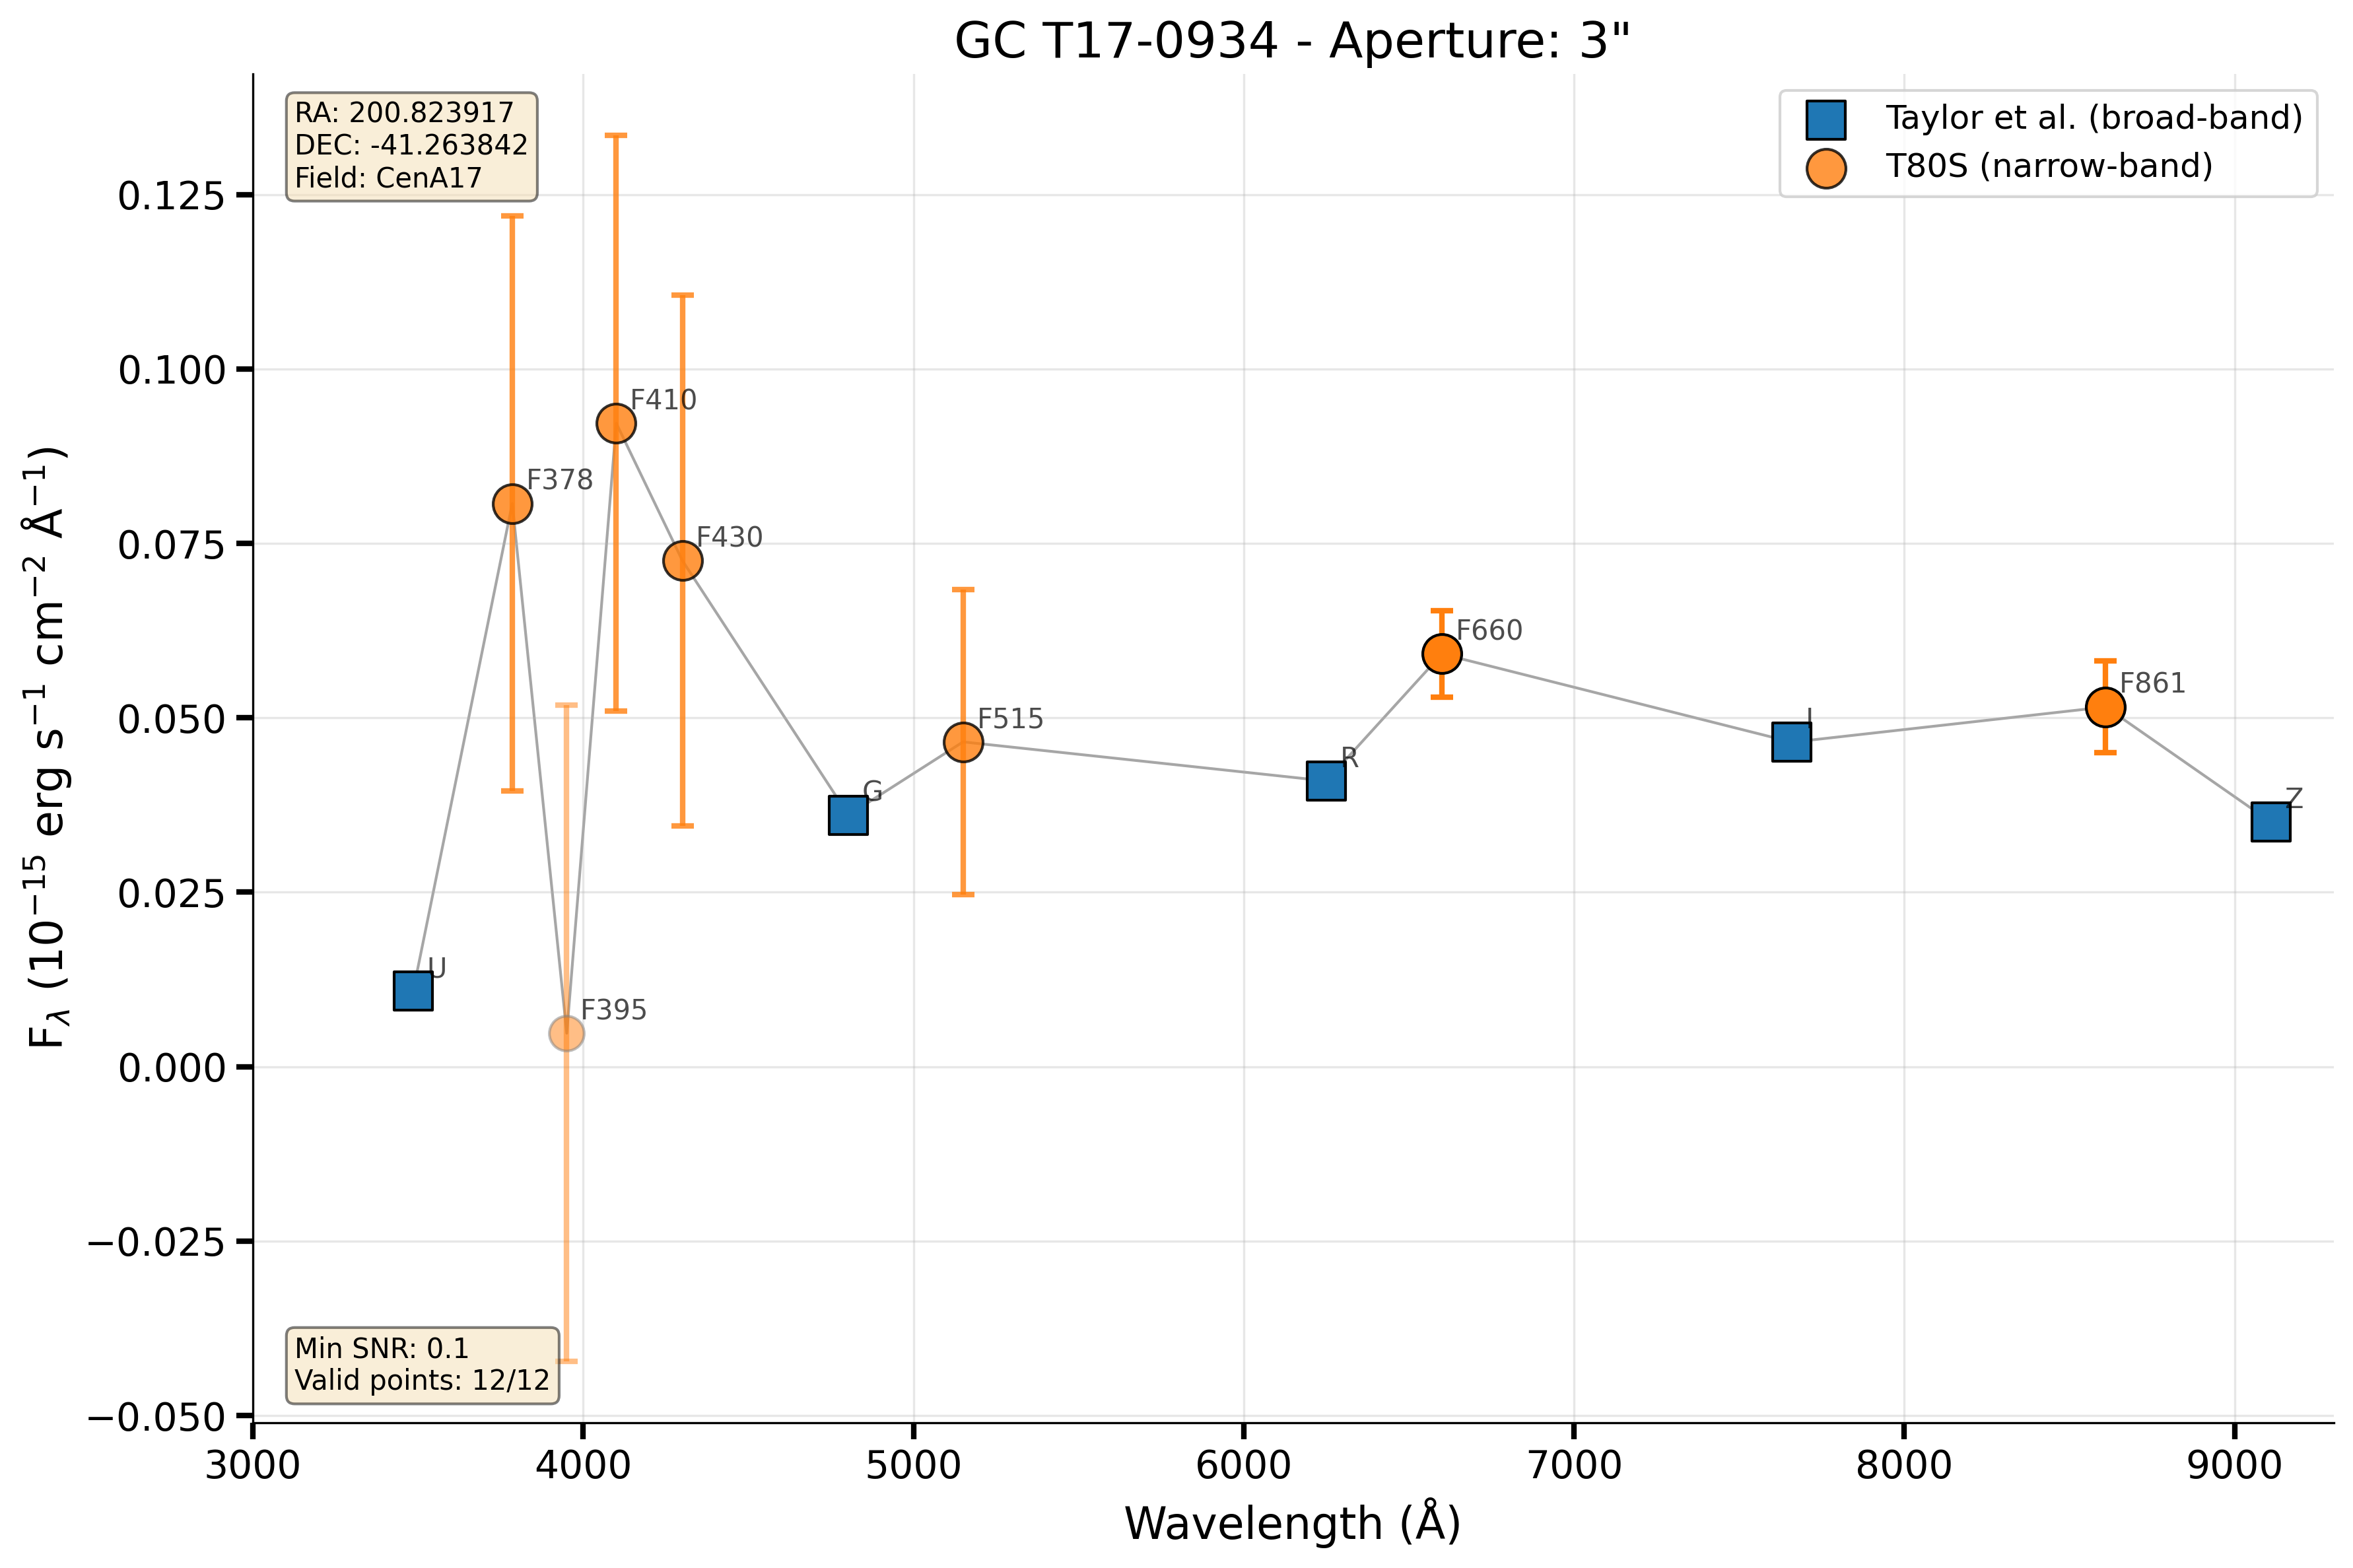 GC T17-0934 - Aperture: 3"
RA: 200.823917
DEC: -41.263842
Field: CenA17
Taylor et al. (broad-band)
T80S (narrow-band)
F_λ (10⁻¹⁵ erg s⁻¹ cm⁻² Å⁻¹)
0.125
0.100
0.075
0.050
0.025
0.000
−0.025
−0.050
U
F378
F395
F410
F430
G
F515
R
F660
I
F861
Z
Min SNR: 0.1
Valid points: 12/12
3000
4000
5000
6000
7000
8000
9000
Wavelength (Å)